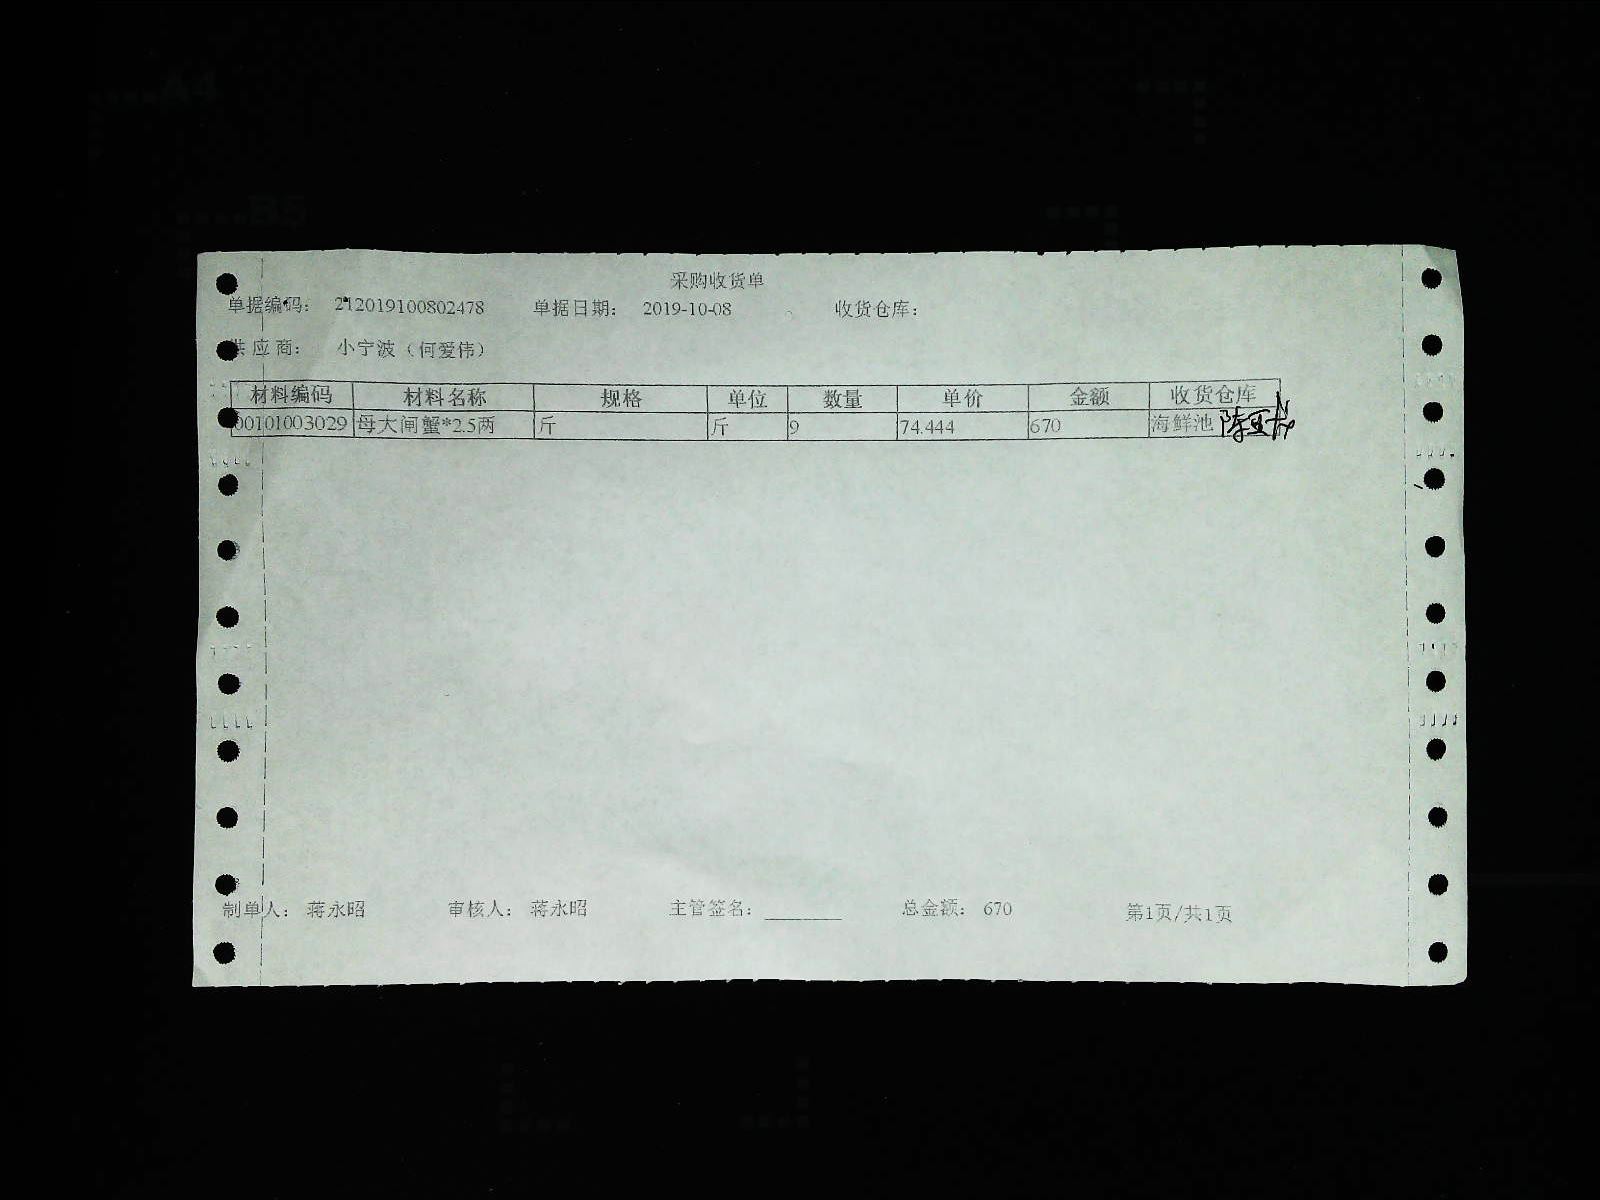 采购收货单
单据编码: 212019100802478 单据日期: 2019-10-08 收货仓库:
供应商: 小宁波（何爱伟）
材料编码 材料名称 规格 单位 数量 单价 金额 收货仓库
00101003029 母大闸蟹*2.5两 斤 斤 9 74.444 670 海鲜池
制单人: 蒋永昭 审核人: 蒋永昭 主管签名: 总金额: 670 第1页/共1页